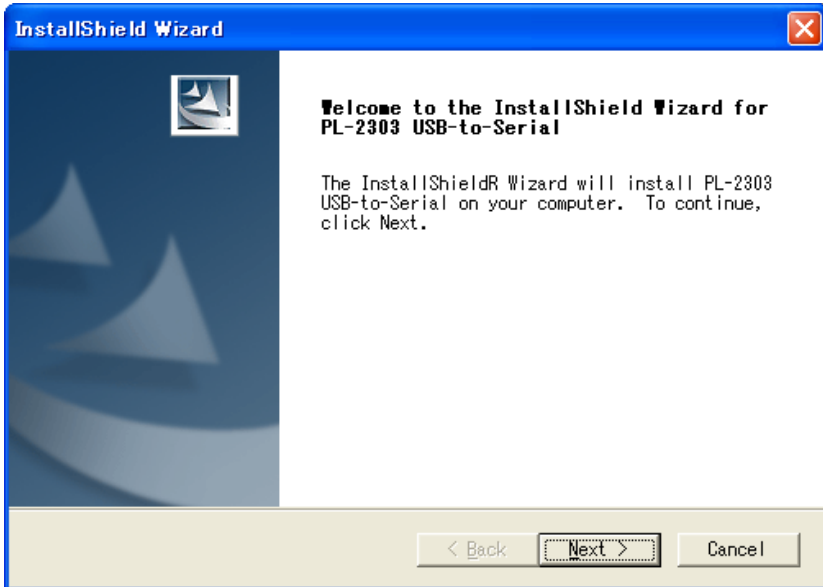 InstallShield Wizard
Welcome to the InstallShield Wizard for
PL-2303 USB-to-Serial
The InstallShieldR Wizard will install PL-2303
USB-to-Serial on your computer.  To continue,
click Next.
< Back  Next >  Cancel